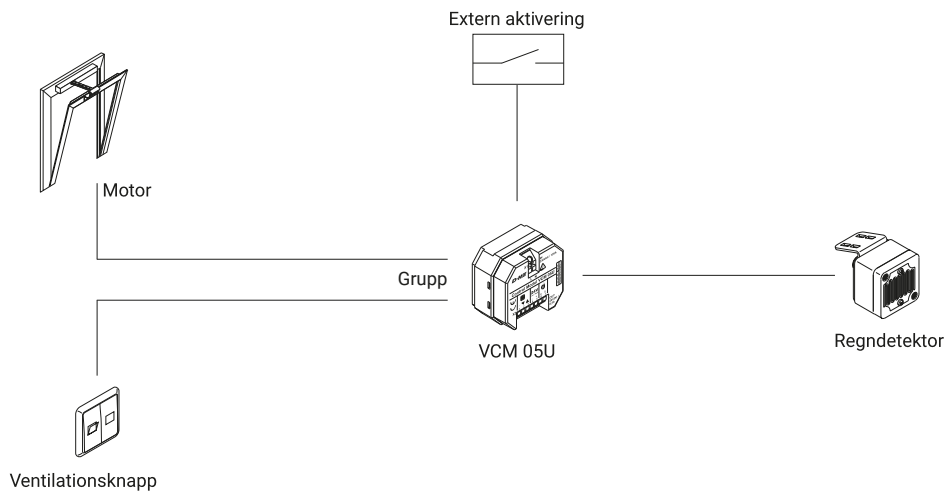 Extern aktivering
Motor
Grupp
D+H
VCM 05U
Regndetektor
Ventilationsknapp